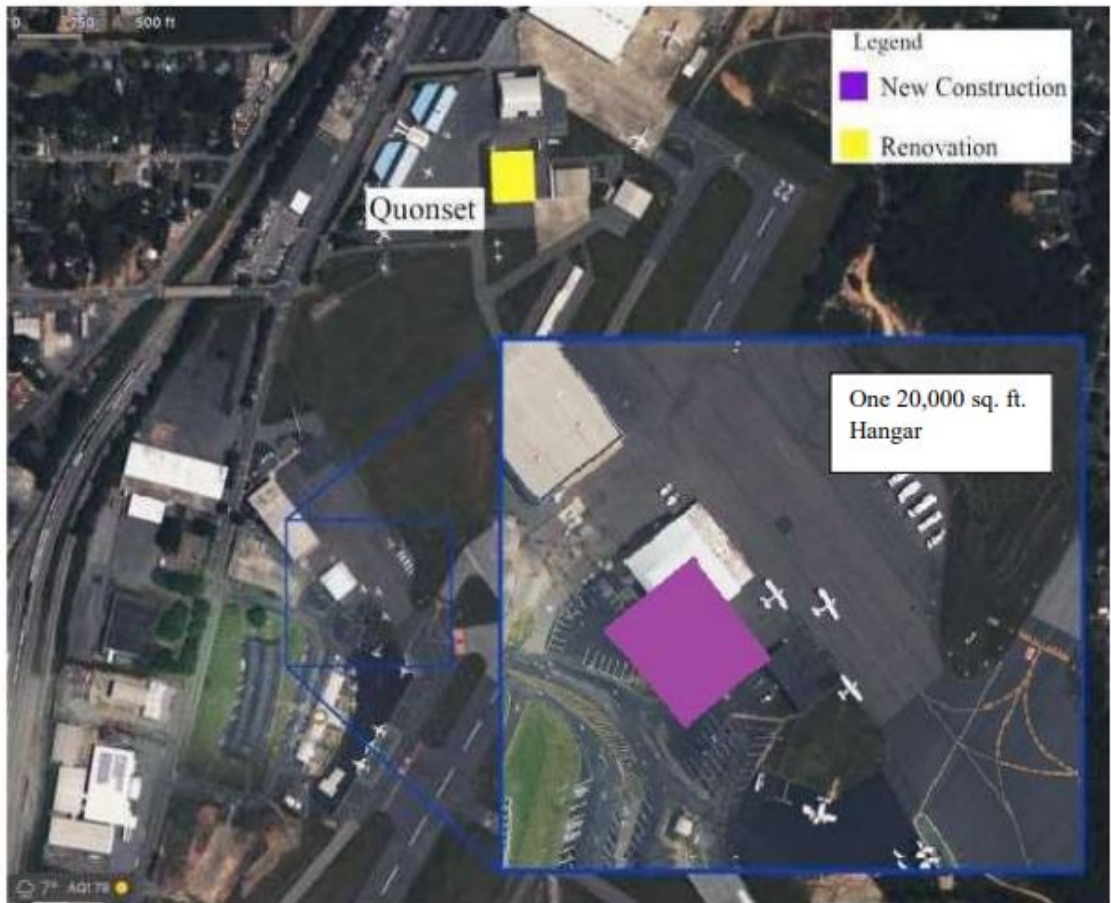 0 250 500 ft
Legend
New Construction
Renovation
Quonset
22
One 20,000 sq. ft.
Hangar
7° AQI 79